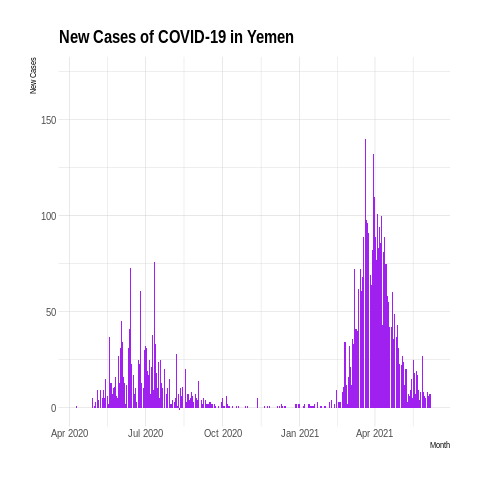 New Cases of COVID-19 in Yemen
New Cases
150
100
50
0
Apr 2020 Jul 2020 Oct 2020 Jan 2021 Apr 2021
Month